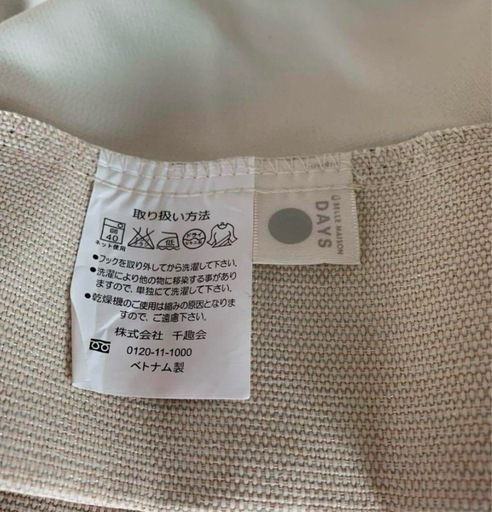 取り扱い方法
40
ネット使用
ドライ
●フックを取り外してから洗濯して下さい。
●洗濯により他の物に移染する事があり
ますので、単独にて洗濯して下さい。
●乾燥機のご使用は縮みの原因となりま
すので、ご遠慮下さい。
株式会社 千趣会
0120-11-1000
ベトナム製
BELLE MAISON
DAYS